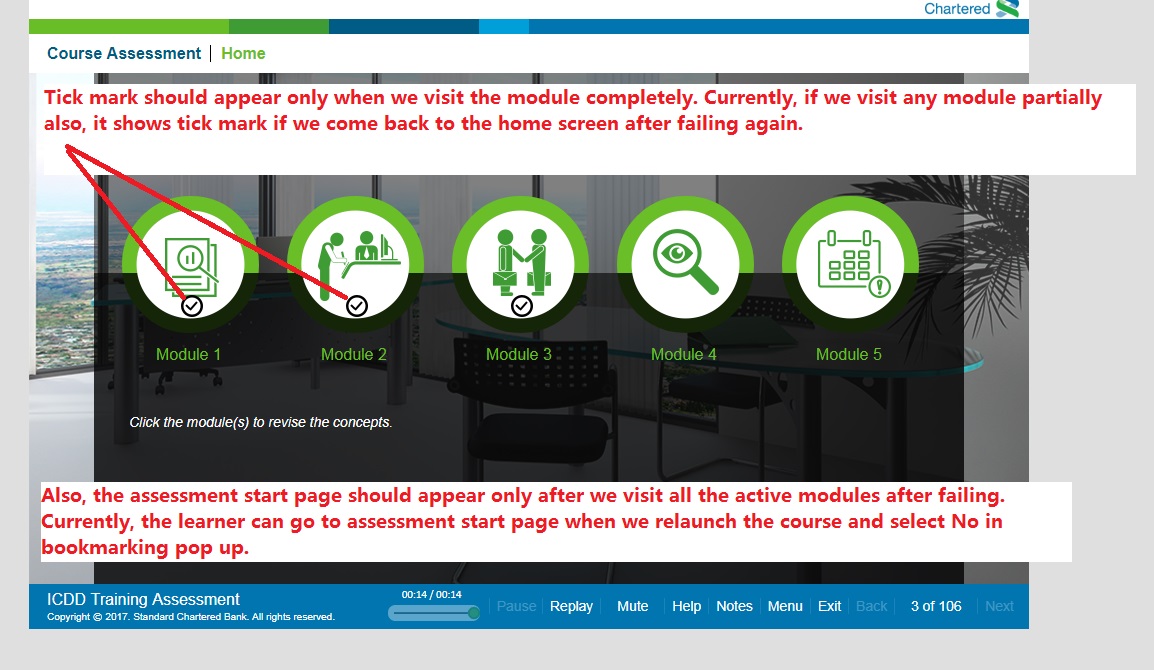 Chartered
Course Assessment | Home
Tick mark should appear only when we visit the module completely. Currently, if we visit any module partially
also, it shows tick mark if we come back to the home screen after failing again.
Module 1
Module 2
Module 3
Module 4
Module 5
Click the module(s) to revise the concepts.
Also, the assessment start page should appear only after we visit all the active modules after failing.
Currently, the learner can go to assessment start page when we relaunch the course and select No in
bookmarking pop up.
ICDD Training Assessment
Copyright © 2017. Standard Chartered Bank. All rights reserved.
00:14 / 00:14
Pause
Replay
Mute
Help
Notes
Menu
Exit
Back
3 of 106
Next